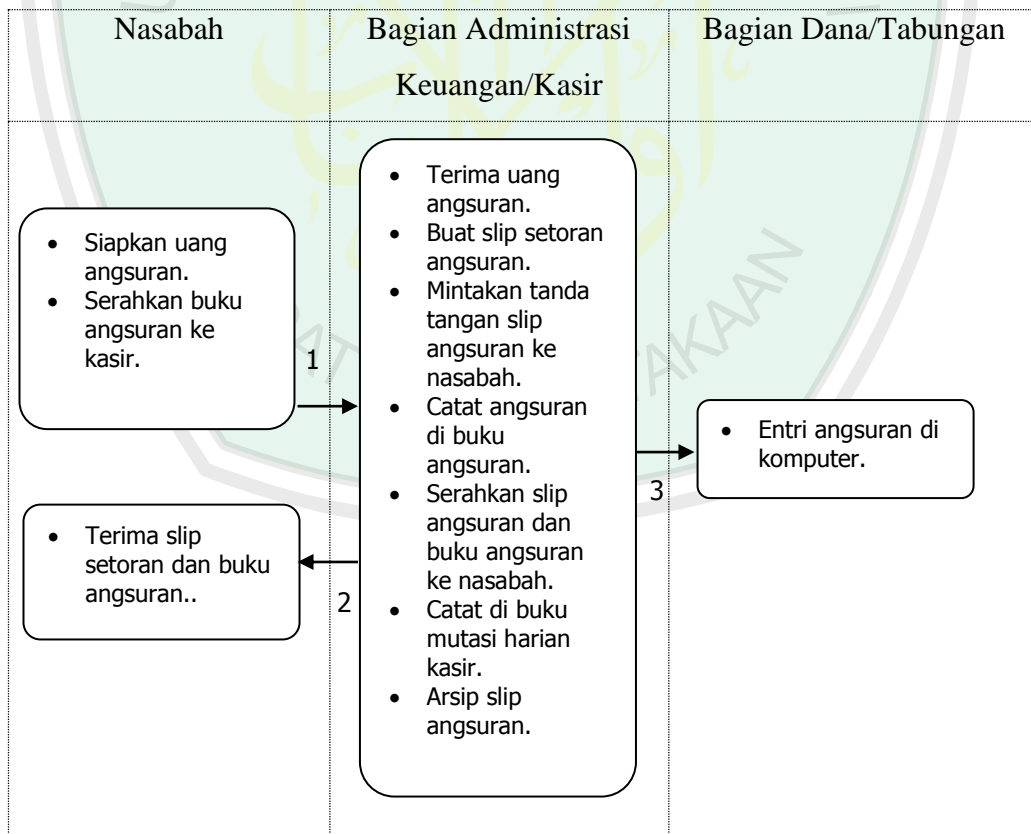 Nasabah
Bagian Administrasi
Keuangan/Kasir
Bagian Dana/Tabungan
• Siapkan uang
angsuran.
• Serahkan buku
angsuran ke
kasir.
1
• Terima uang
angsuran.
• Buat slip setoran
angsuran.
• Mintakan tanda
tangan slip
angsuran ke
nasabah.
• Catat angsuran
di buku
angsuran.
• Serahkan slip
angsuran dan
buku angsuran
ke nasabah.
• Catat di buku
mutasi harian
kasir.
• Arsip slip
angsuran.
3
• Entri angsuran di
komputer.
• Terima slip
setoran dan buku
angsuran..
2